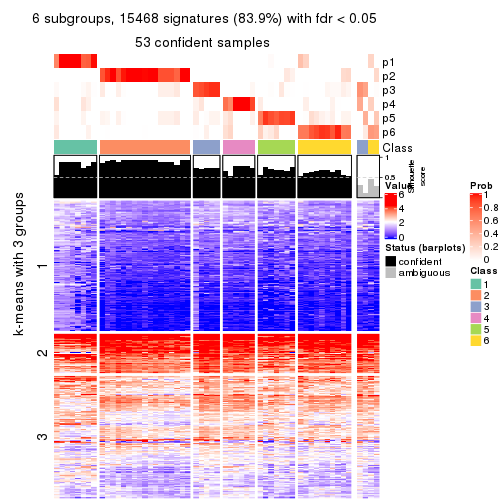 6 subgroups, 15468 signatures (83.9%) with fdr < 0.05
53 confident samples
p1
p2
p3
p4
p5
p6
Class
1
0.5
Silhouette
score
k-means with 3 groups
1
2
3
Value
6
4
2
0
Status (barplots)
confident
ambiguous
Prob
1
0.8
0.6
0.4
0.2
0
Class
1
2
3
4
5
6